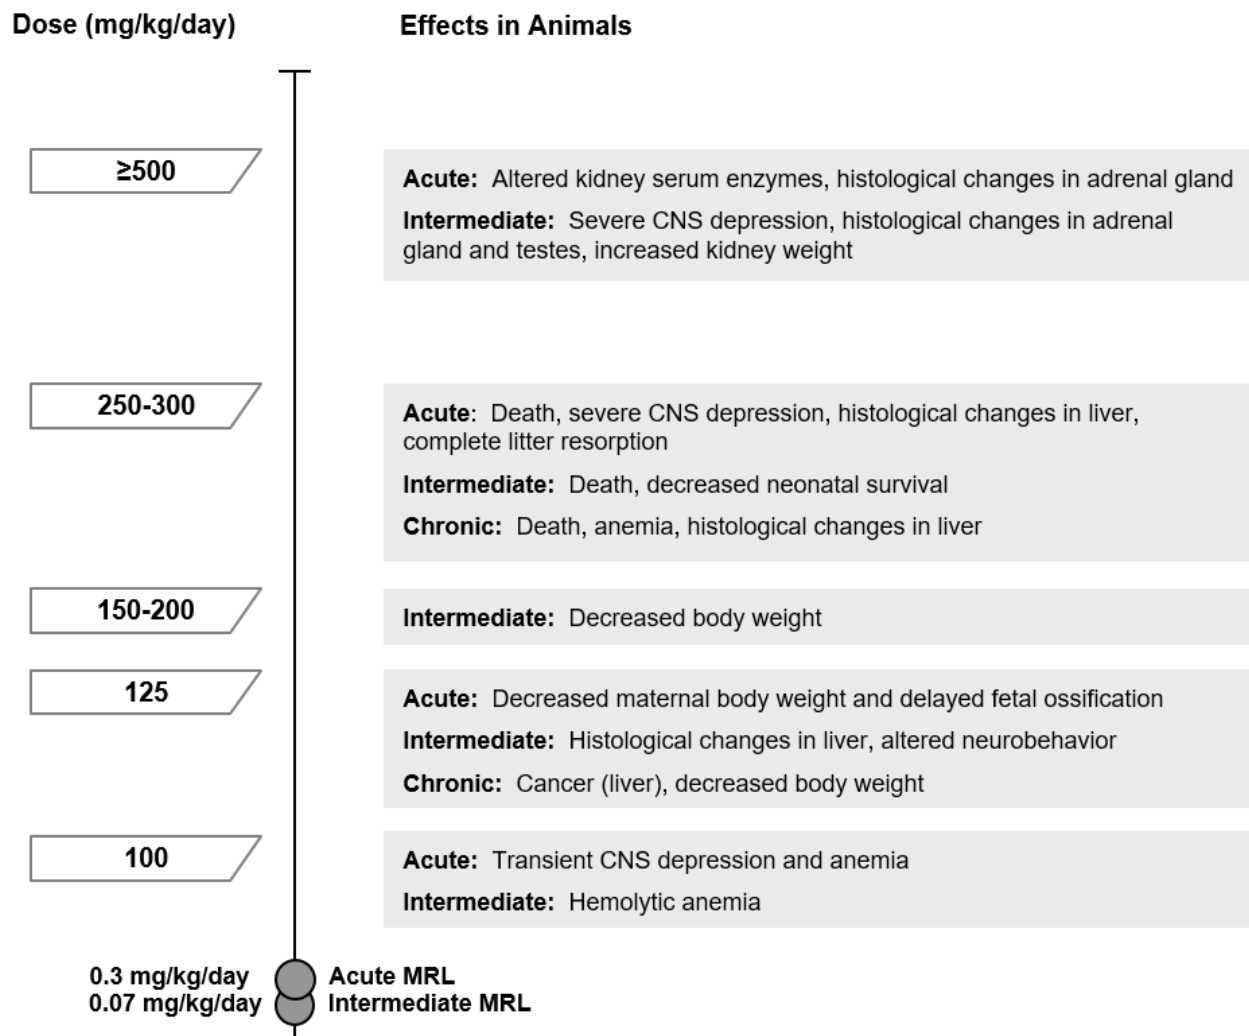 Dose (mg/kg/day)
Effects in Animals
≥500
Acute: Altered kidney serum enzymes, histological changes in adrenal gland
Intermediate: Severe CNS depression, histological changes in adrenal
gland and testes, increased kidney weight
250-300
Acute: Death, severe CNS depression, histological changes in liver,
complete litter resorption
Intermediate: Death, decreased neonatal survival
Chronic: Death, anemia, histological changes in liver
150-200
Intermediate: Decreased body weight
125
Acute: Decreased maternal body weight and delayed fetal ossification
Intermediate: Histological changes in liver, altered neurobehavior
Chronic: Cancer (liver), decreased body weight
100
Acute: Transient CNS depression and anemia
Intermediate: Hemolytic anemia
0.3 mg/kg/day Acute MRL
0.07 mg/kg/day Intermediate MRL